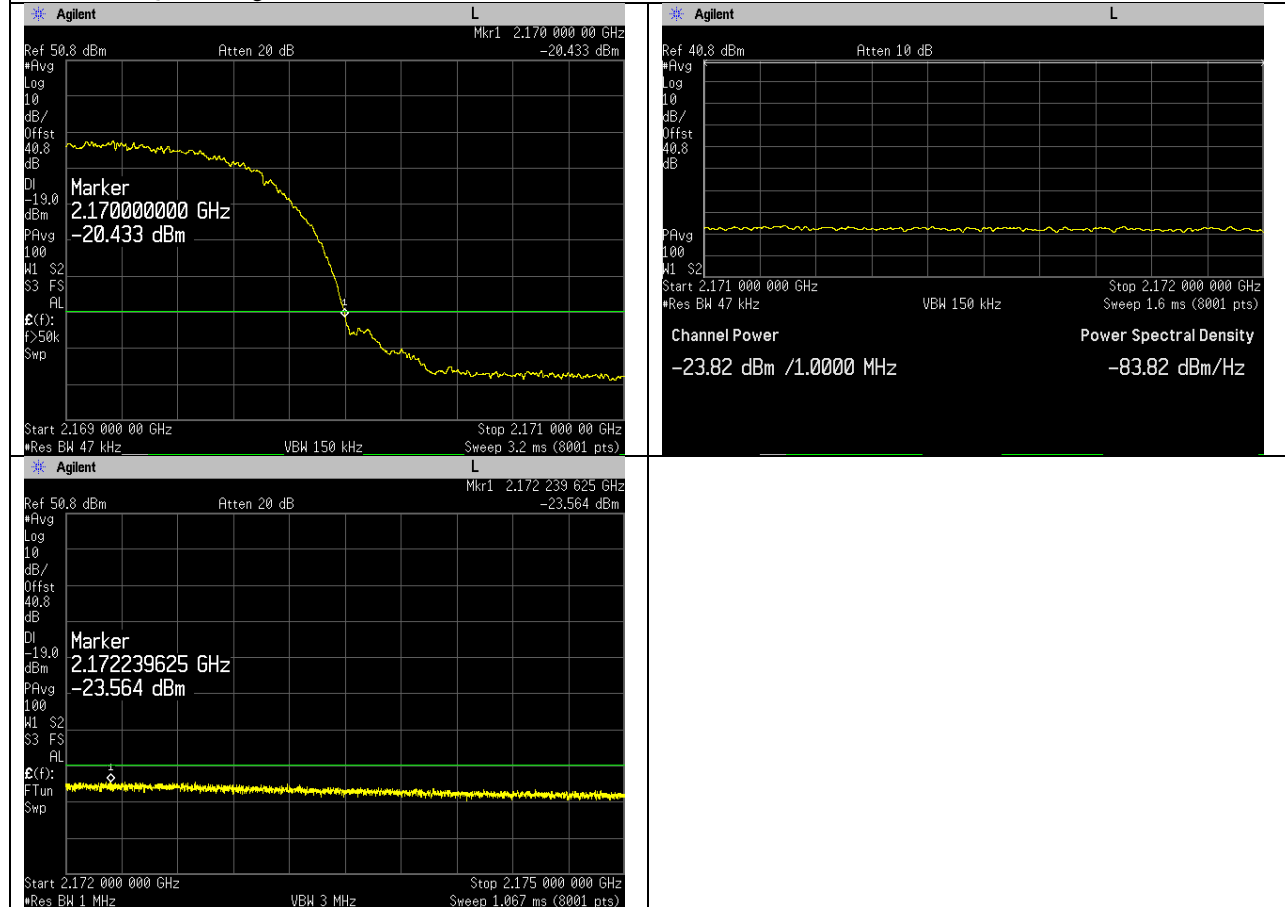 Agilent L
Mkr1 2.170 000 00 GHz
Ref 50.8 dBm Atten 20 dB -20.433 dBm
#Avg
Log
10
dB/
Offst
40.8
dB
DI
-19.0
dBm
PAvg
100
W1 S2
S3 FS
AL
£(f):
f>50k
Swp
Marker
2.170000000 GHz
-20.433 dBm
1
Start 2.169 000 00 GHz Stop 2.171 000 00 GHz
#Res BW 47 kHz VBW 150 kHz Sweep 3.2 ms (8001 pts)
Agilent L
Ref 40.8 dBm Atten 10 dB
#Avg
Log
10
dB/
Offst
40.8
dB
PAvg
100
W1 S2
Start 2.171 000 000 GHz Stop 2.172 000 000 GHz
#Res BW 47 kHz VBW 150 kHz Sweep 1.6 ms (8001 pts)
Channel Power Power Spectral Density
-23.82 dBm /1.0000 MHz -83.82 dBm/Hz
Agilent L
Mkr1 2.172 239 625 GHz
Ref 50.8 dBm Atten 20 dB -23.564 dBm
#Avg
Log
10
dB/
Offst
40.8
dB
DI
-19.0
dBm
PAvg
100
W1 S2
S3 FS
AL
£(f):
FTun
Swp
Marker
2.172239625 GHz
-23.564 dBm
1
Start 2.172 000 000 GHz Stop 2.175 000 000 GHz
#Res BW 1 MHz VBW 3 MHz Sweep 1.067 ms (8001 pts)